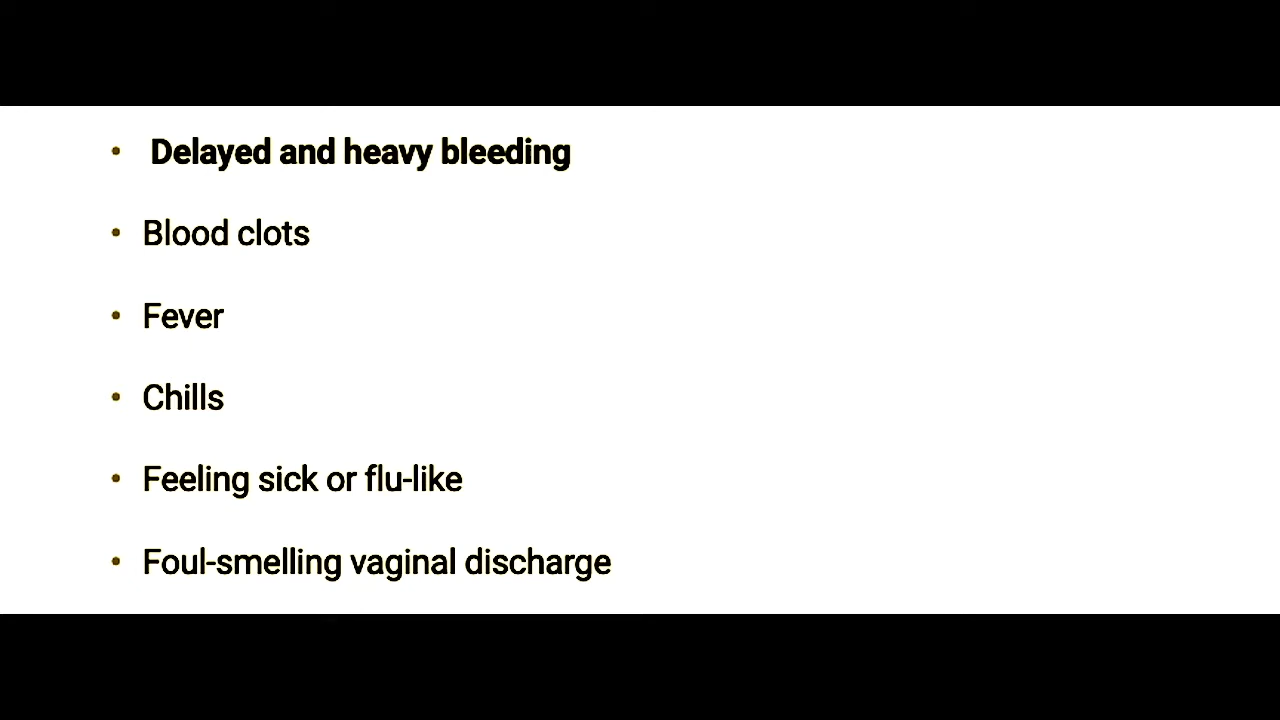 • Delayed and heavy bleeding
• Blood clots
• Fever
• Chills
• Feeling sick or flu-like
• Foul-smelling vaginal discharge